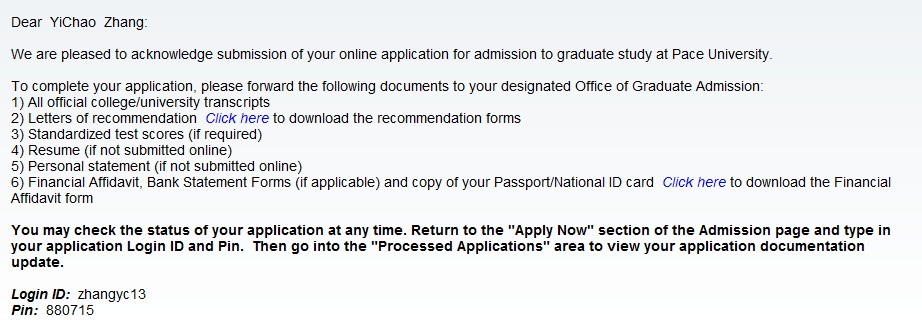 Dear YiChao Zhang:
We are pleased to acknowledge submission of your online application for admission to graduate study at Pace University.
To complete your application, please forward the following documents to your designated Office of Graduate Admission:
1) All official college/university transcripts
2) Letters of recommendation Click here to download the recommendation forms
3) Standardized test scores (if required)
4) Resume (if not submitted online)
5) Personal statement (if not submitted online)
6) Financial Affidavit, Bank Statement Forms (if applicable) and copy of your Passport/National ID card Click here to download the Financial
Affidavit form
You may check the status of your application at any time. Return to the "Apply Now" section of the Admission page and type in
your application Login ID and Pin. Then go into the "Processed Applications" area to view your application documentation
update.
Login ID: zhangyc13
Pin: 880715